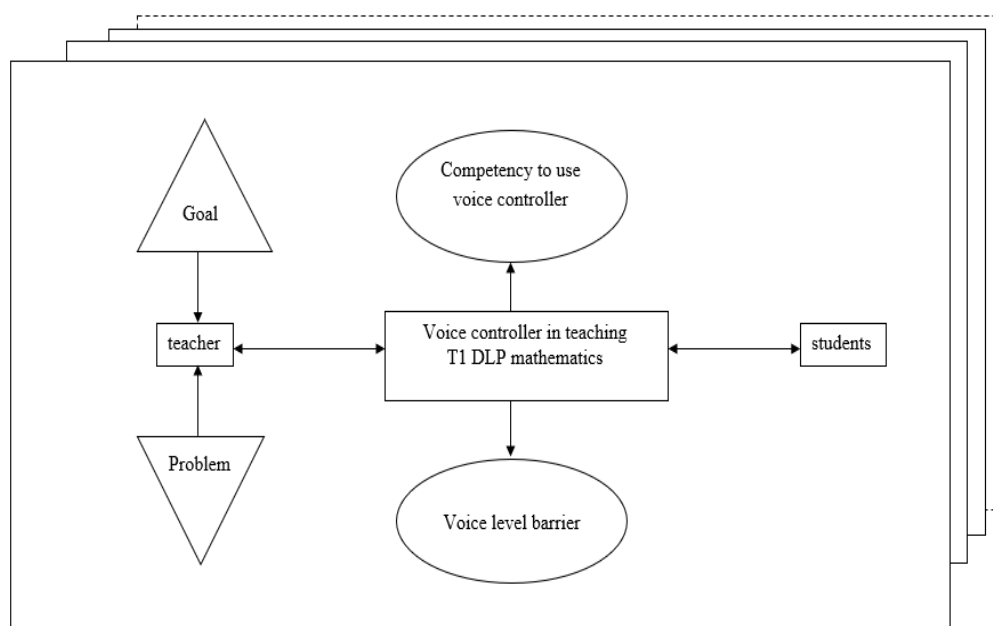 Competency to use
voice controller
Goal
teacher
Voice controller in teaching
T1 DLP mathematics
students
Problem
Voice level barrier